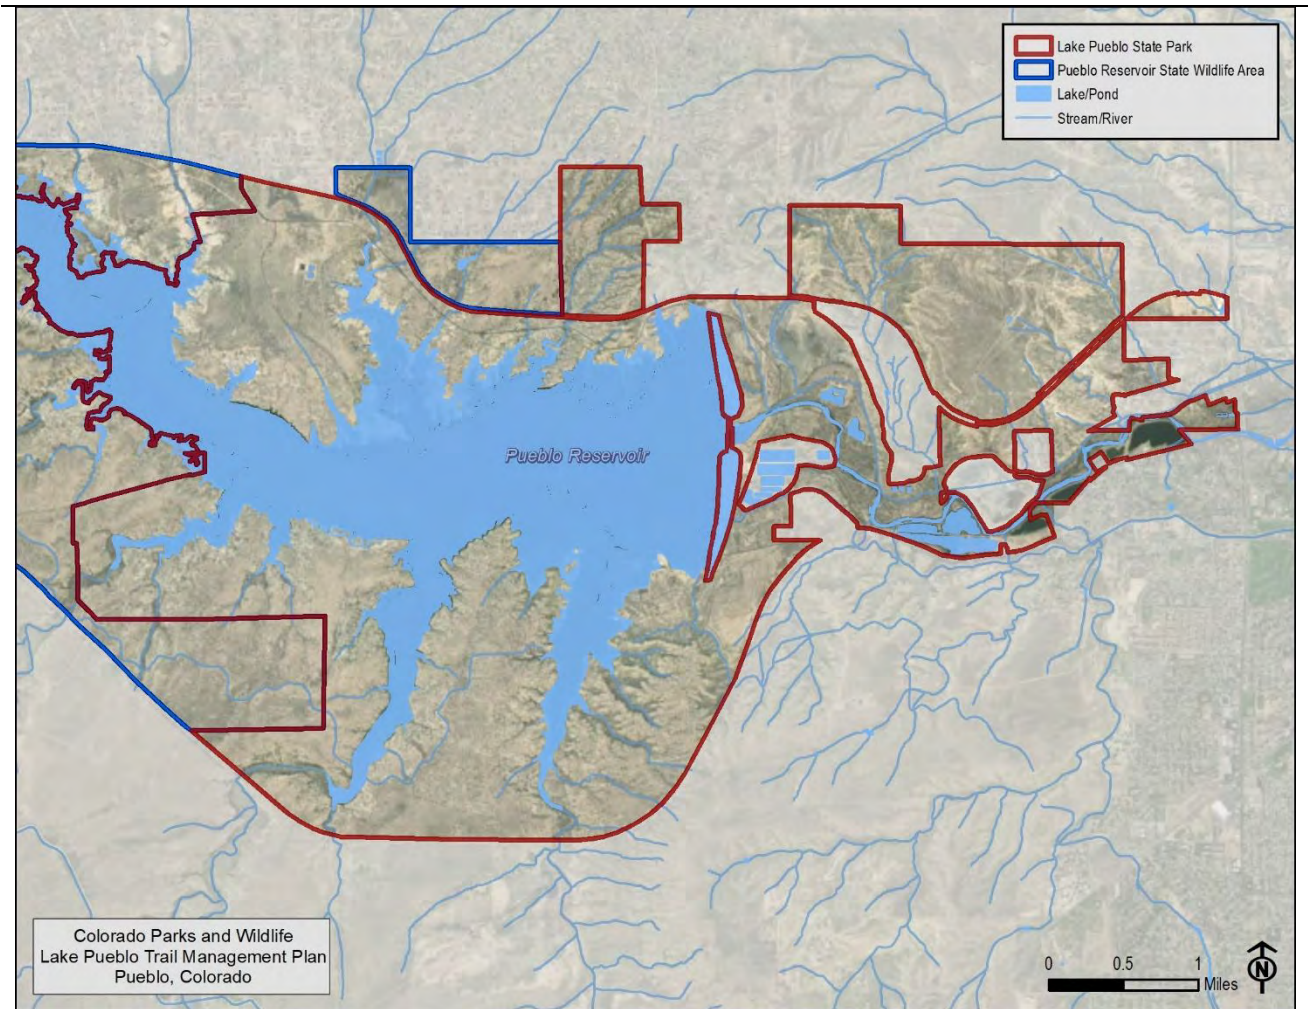 Lake Pueblo State Park
Pueblo Reservoir State Wildlife Area
Lake/Pond
Stream/River
Pueblo Reservoir
Colorado Parks and Wildlife
Lake Pueblo Trail Management Plan
Pueblo, Colorado
0 0.5 1
Miles
N